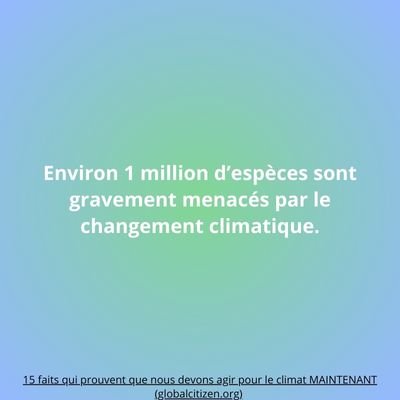 Environ 1 million d’espèces sont
gravement menacés par le
changement climatique.
15 faits qui prouvent que nous devons agir pour le climat MAINTENANT
(globalcitizen.org)